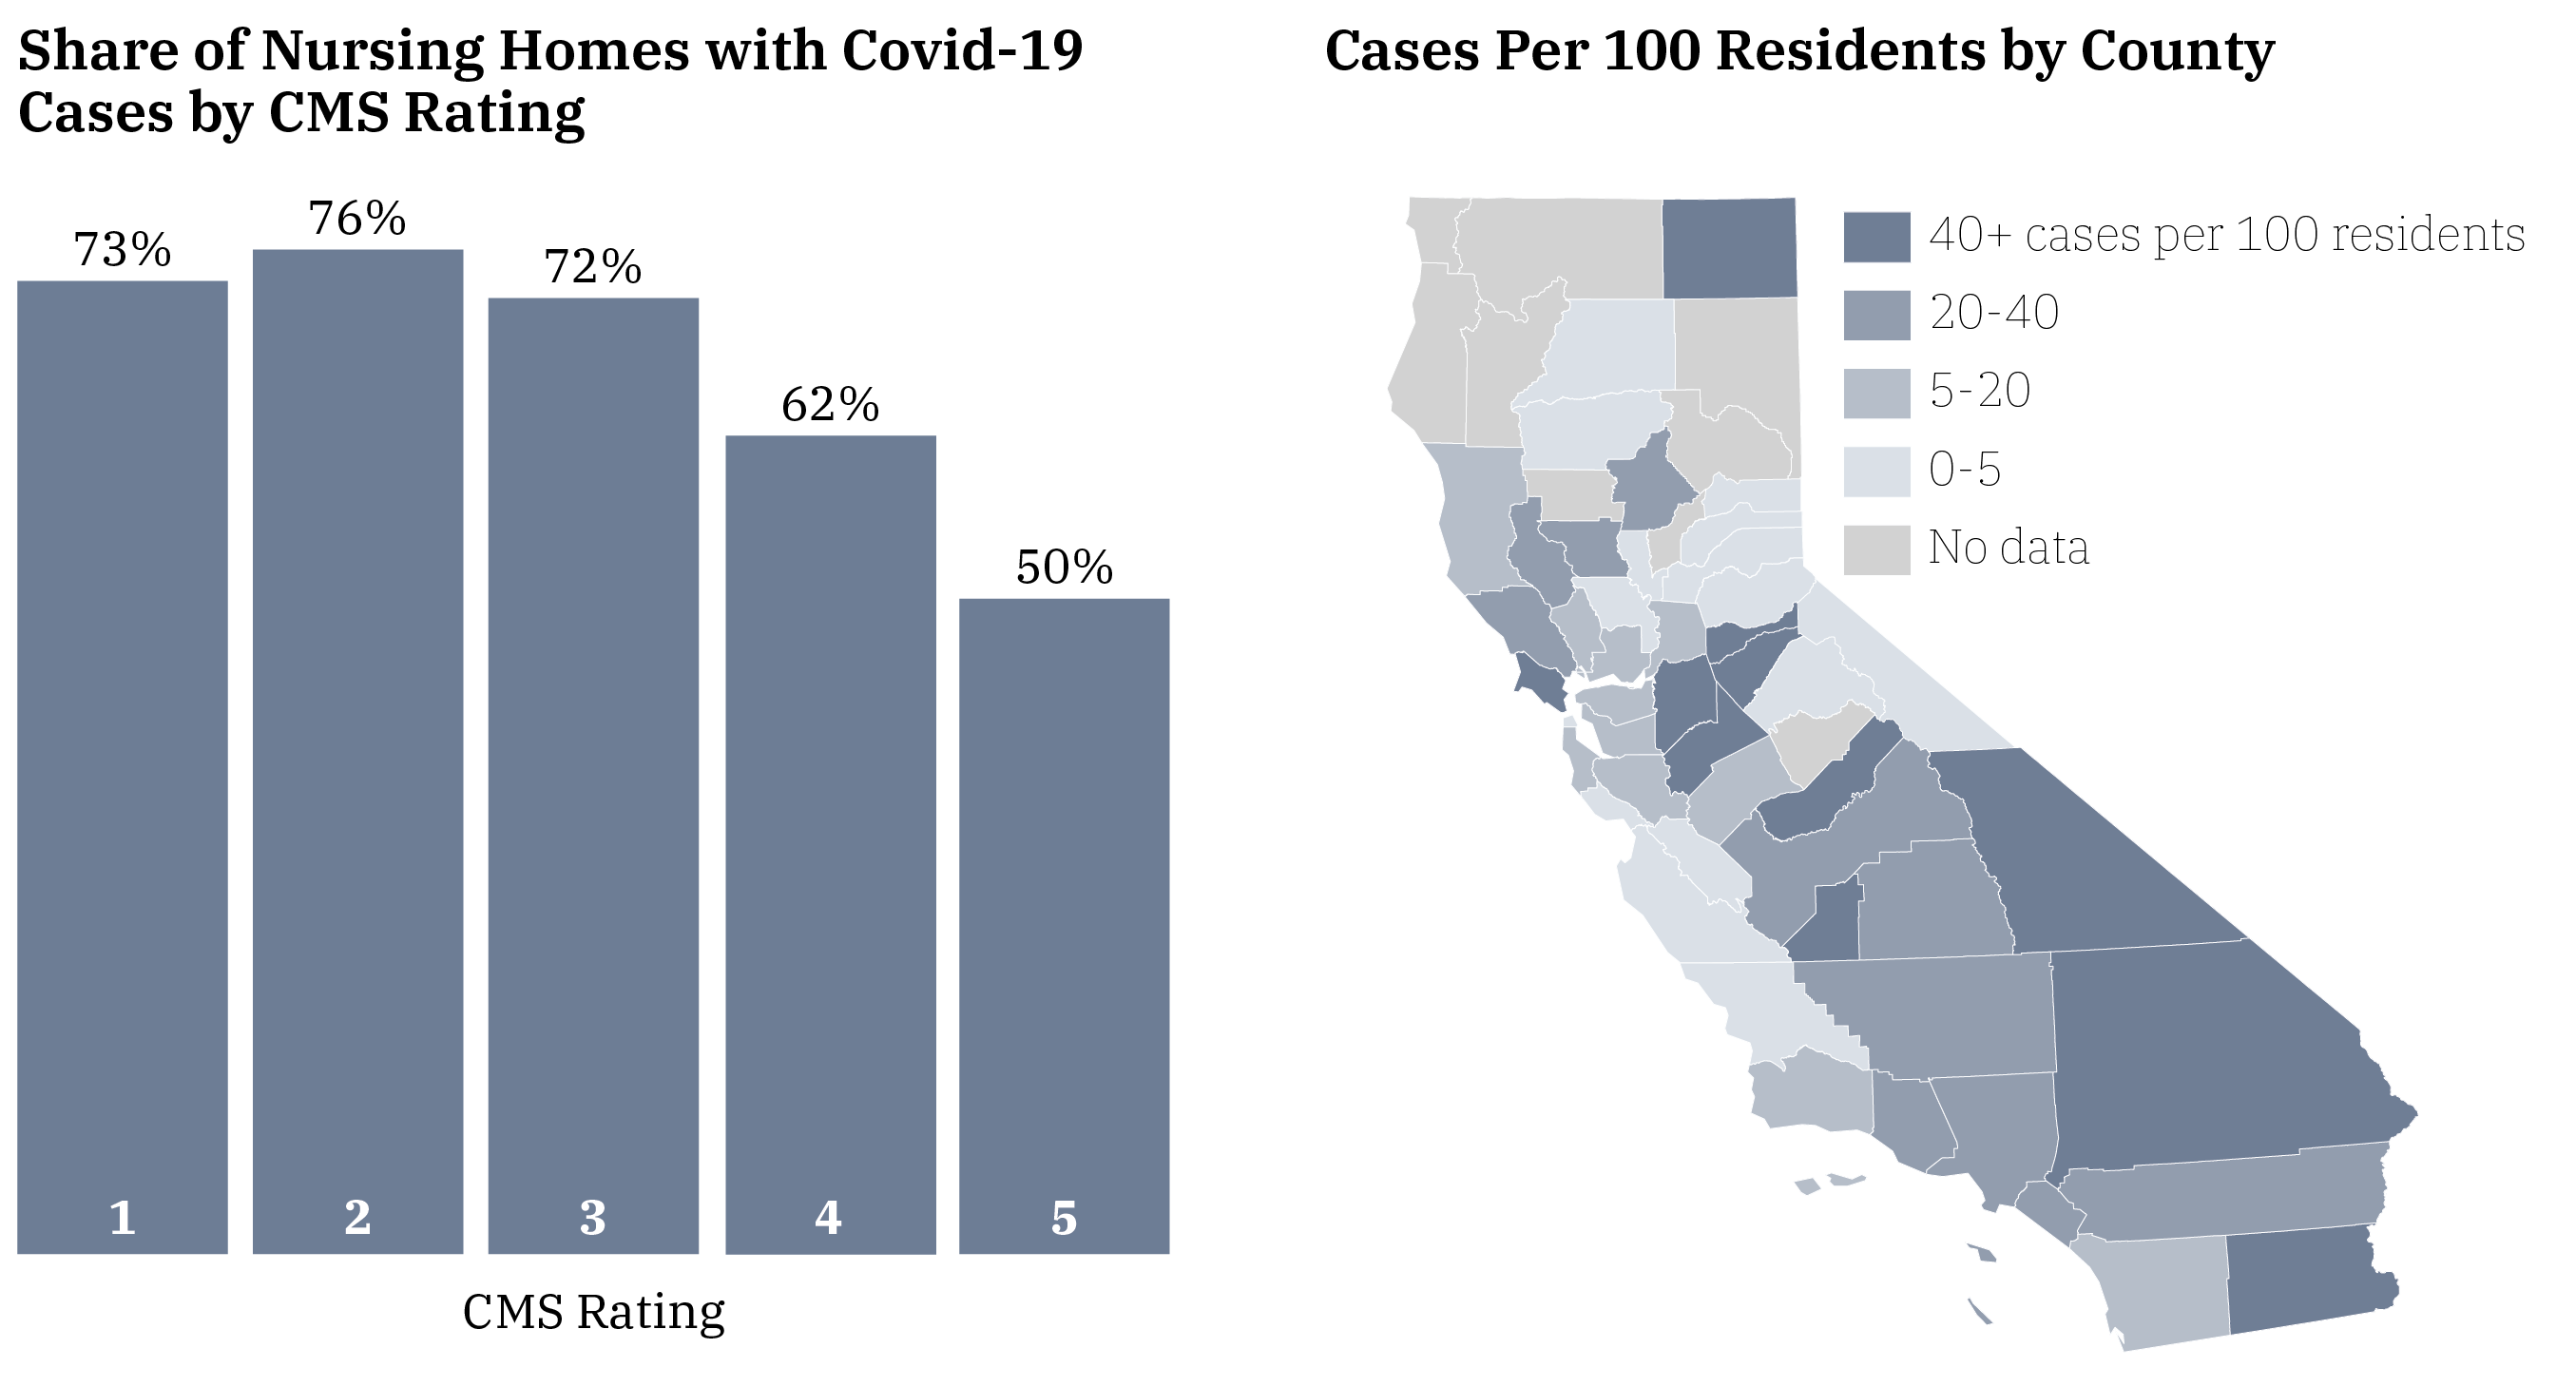 Share of Nursing Homes with Covid-19
Cases by CMS Rating
73%
76%
72%
62%
50%
1
2
3
4
5
CMS Rating
Cases Per 100 Residents by County
40+ cases per 100 residents
20-40
5-20
0-5
No data